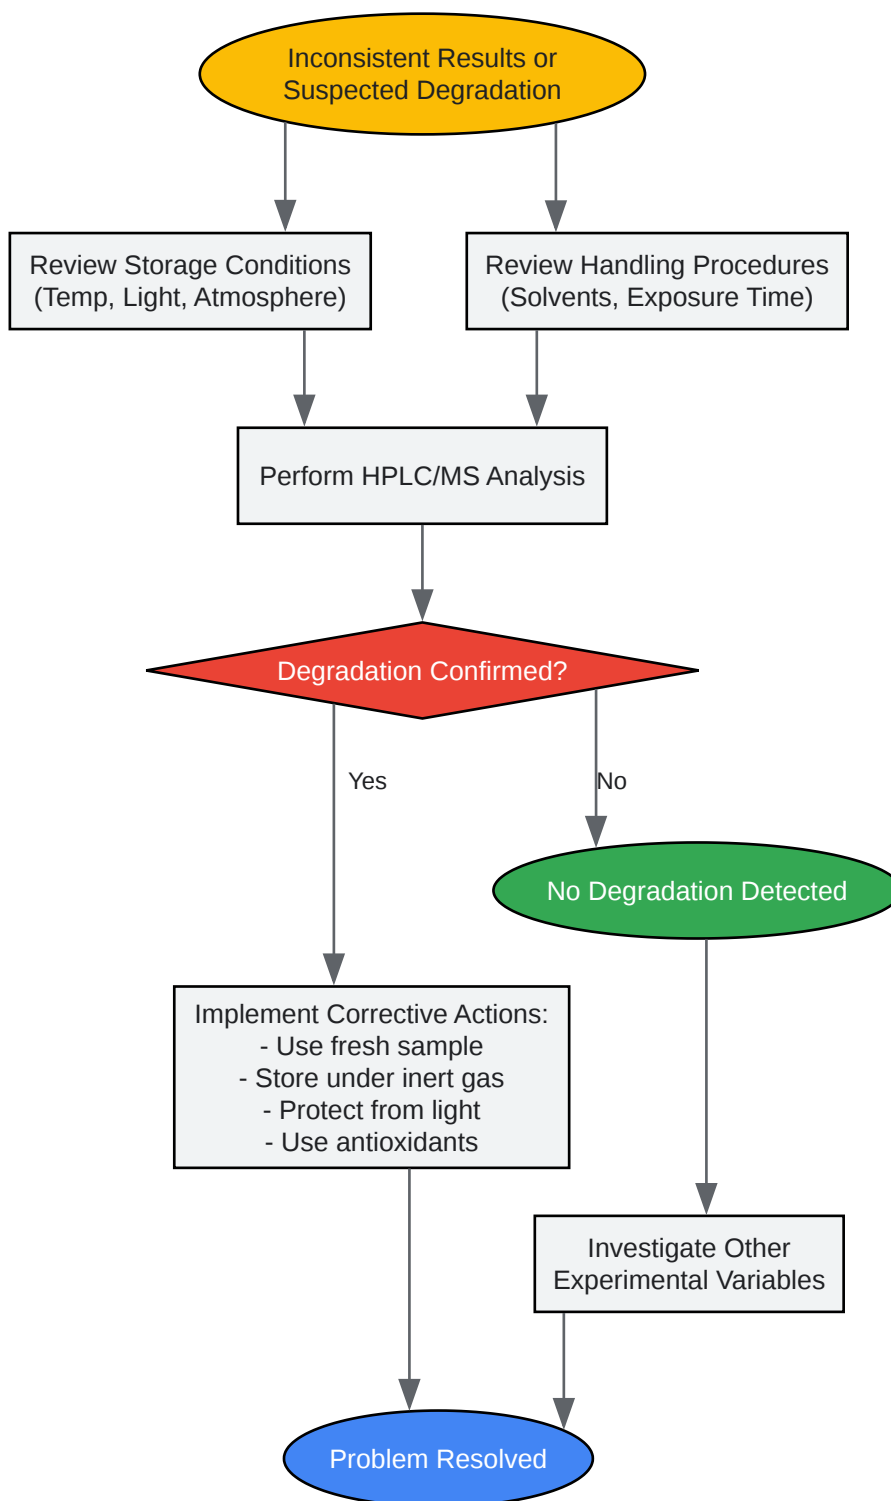 Inconsistent Results or
Suspected Degradation
Review Storage Conditions
(Temp, Light, Atmosphere)
Review Handling Procedures
(Solvents, Exposure Time)
Perform HPLC/MS Analysis
Degradation Confirmed?
Yes
No
No Degradation Detected
Implement Corrective Actions:
- Use fresh sample
- Store under inert gas
- Protect from light
- Use antioxidants
Investigate Other
Experimental Variables
Problem Resolved